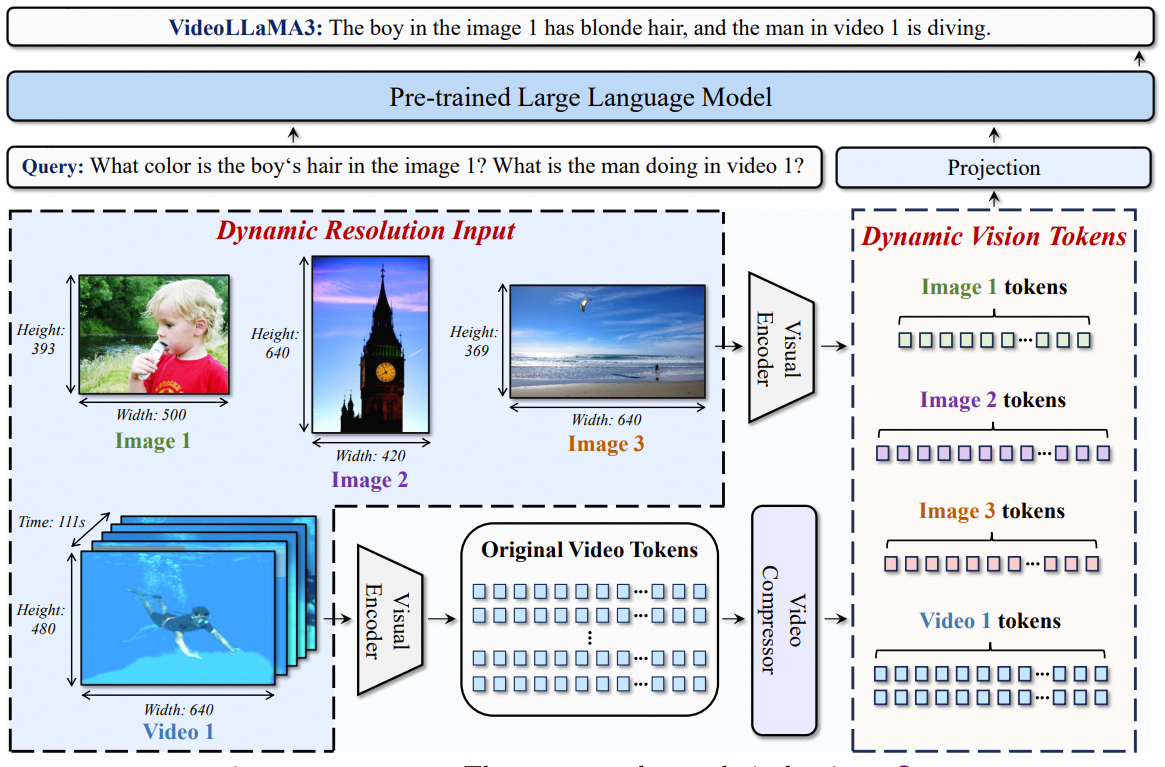 VideoLLaMA3: The boy in the image 1 has blonde hair, and the man in video 1 is diving.
Pre-trained Large Language Model
Query: What color is the boy‘s hair in the image 1? What is the man doing in video 1?
Projection
Dynamic Resolution Input
Height:
393
Width: 500
Image 1
Height:
640
Width: 420
Image 2
Height:
369
Width: 640
Image 3
Visual
Encoder
Time: 111s
Height:
480
Width: 640
Video 1
Visual
Encoder
Original Video Tokens
Video
Compressor
Dynamic Vision Tokens
Image 1 tokens
Image 2 tokens
Image 3 tokens
Video 1 tokens